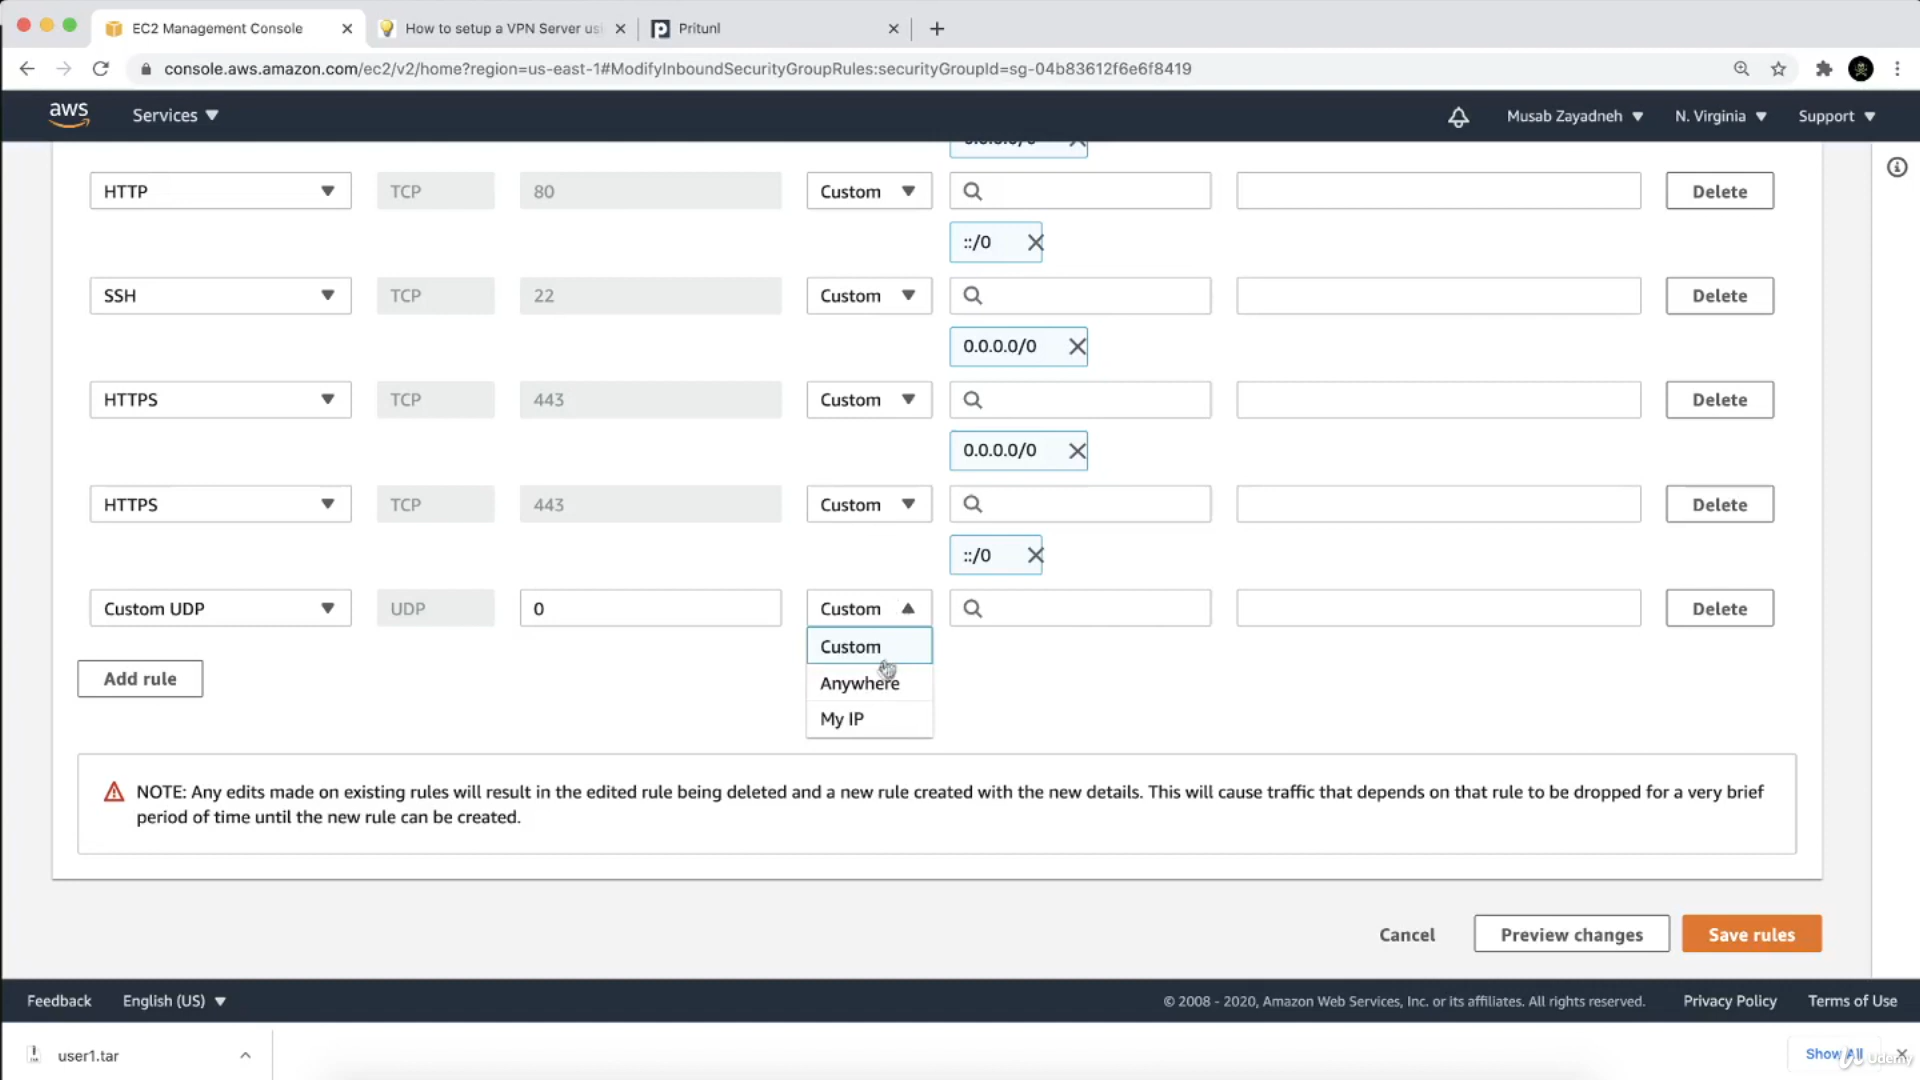 EC2 Management Console
How to setup a VPN Server us
Pritunl
console.aws.amazon.com/ec2/v2/home?region=us-east-1#ModifyInboundSecurityGroupRules:securityGroupId=sg-04b83612f6e6f8419
aws
Services
Musab Zayadneh
N. Virginia
Support
0.0.0.0/0
HTTP
TCP
80
Custom
Delete
::/0
SSH
TCP
22
Custom
Delete
0.0.0.0/0
HTTPS
TCP
443
Custom
Delete
0.0.0.0/0
HTTPS
TCP
443
Custom
Delete
::/0
Custom UDP
UDP
0
Custom
Delete
Custom
Anywhere
My IP
Add rule
NOTE: Any edits made on existing rules will result in the edited rule being deleted and a new rule created with the new details. This will cause traffic that depends on that rule to be dropped for a very brief
period of time until the new rule can be created.
Cancel
Preview changes
Save rules
Feedback
English (US)
© 2008 - 2020, Amazon Web Services, Inc. or its affiliates. All rights reserved.
Privacy Policy
Terms of Use
user1.tar
Show All
Udemy